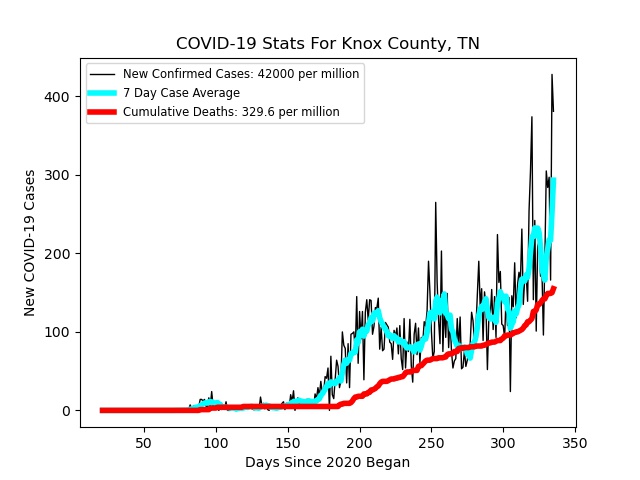 COVID-19 Stats For Knox County, TN
New Confirmed Cases: 42000 per million
7 Day Case Average
Cumulative Deaths: 329.6 per million
New COVID-19 Cases
400
300
200
100
0
50 100 150 200 250 300 350
Days Since 2020 Began